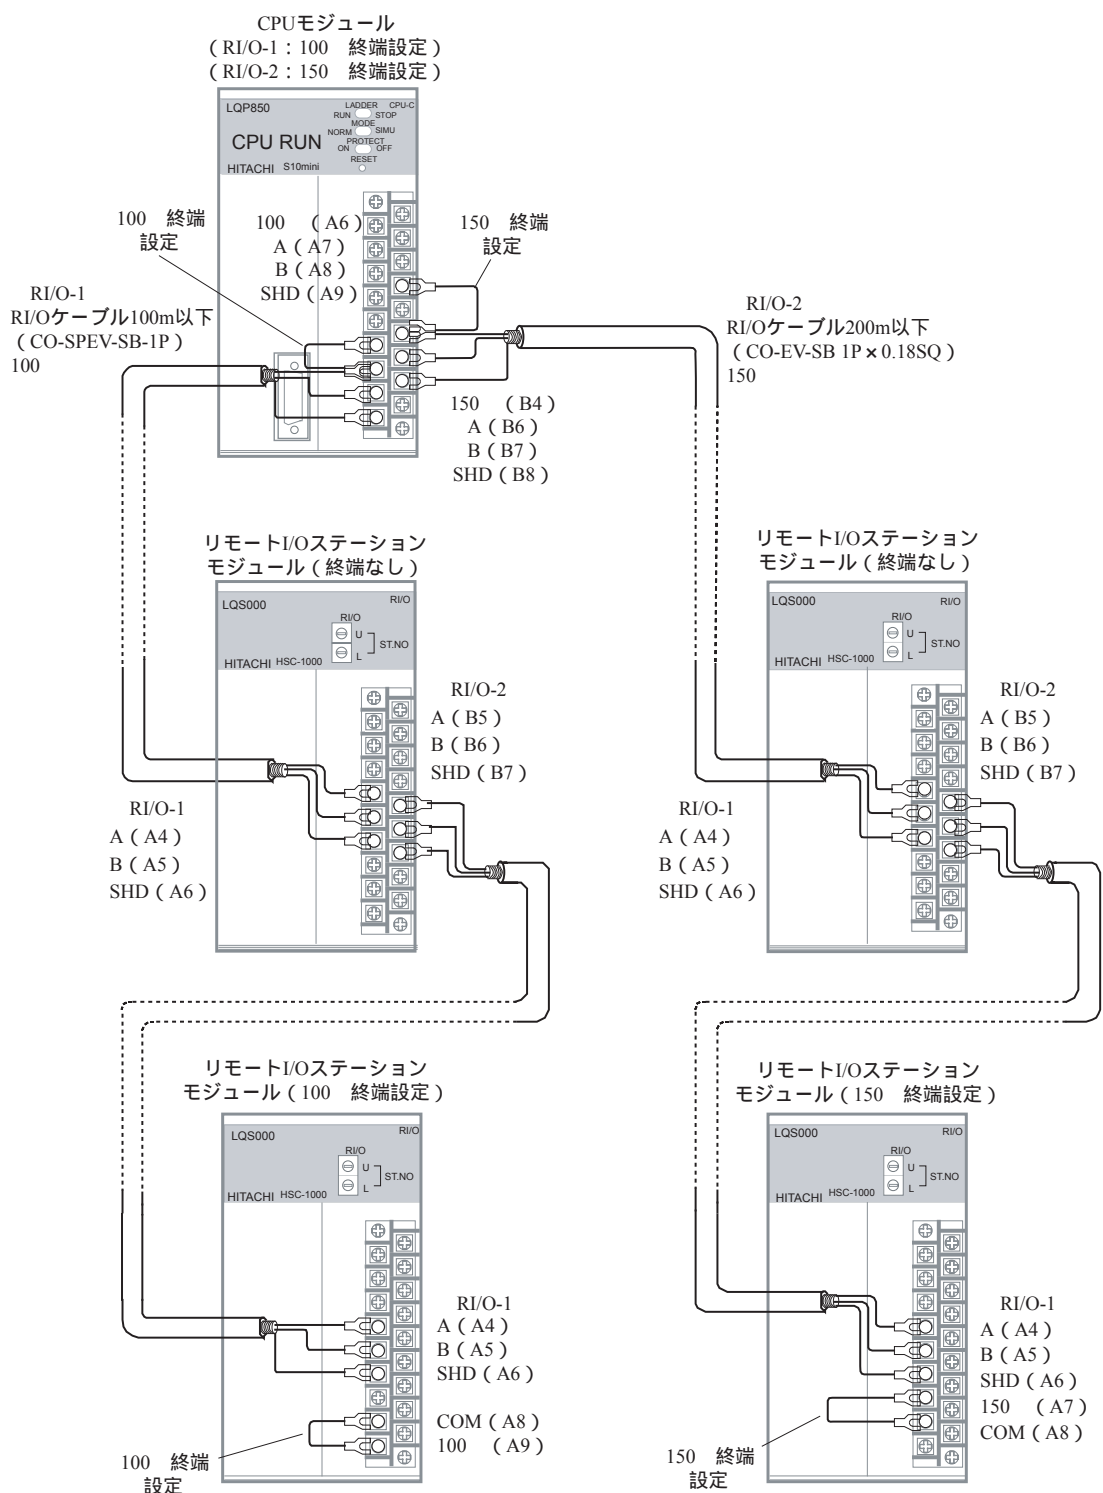 CPUモジュール
（RI/O-1：100　終端設定）
（RI/O-2：150　終端設定）
LQP850
LADDER CPU-C
RUN STOP
MODE
NORM SIMU
PROTECT
ON OFF
RESET
CPU RUN
HITACHI S10mini
100　終端
設定
100　（A6）
A（A7）
B（A8）
SHD（A9）
150　終端
設定
RI/O-1
RI/Oケーブル100m以下
（CO-SPEV-SB-1P）
100
RI/O-2
RI/Oケーブル200m以下
（CO-EV-SB 1P×0.18SQ）
150
150　（B4）
A（B6）
B（B7）
SHD（B8）
リモートI/Oステーション
モジュール（終端なし）
LQS000 RI/O
RI/O
U
L
ST.NO
HITACHI HSC-1000
RI/O-2
A（B5）
B（B6）
SHD（B7）
RI/O-1
A（A4）
B（A5）
SHD（A6）
リモートI/Oステーション
モジュール（終端なし）
LQS000 RI/O
RI/O
U
L
ST.NO
HITACHI HSC-1000
RI/O-2
A（B5）
B（B6）
SHD（B7）
RI/O-1
A（A4）
B（A5）
SHD（A6）
リモートI/Oステーション
モジュール（100　終端設定）
LQS000 RI/O
RI/O
U
L
ST.NO
HITACHI HSC-1000
RI/O-1
A（A4）
B（A5）
SHD（A6）
COM（A8）
100　（A9）
100　終端
設定
リモートI/Oステーション
モジュール（150　終端設定）
LQS000 RI/O
RI/O
U
L
ST.NO
HITACHI HSC-1000
RI/O-1
A（A4）
B（A5）
SHD（A6）
150　（A7）
COM（A8）
150　終端
設定